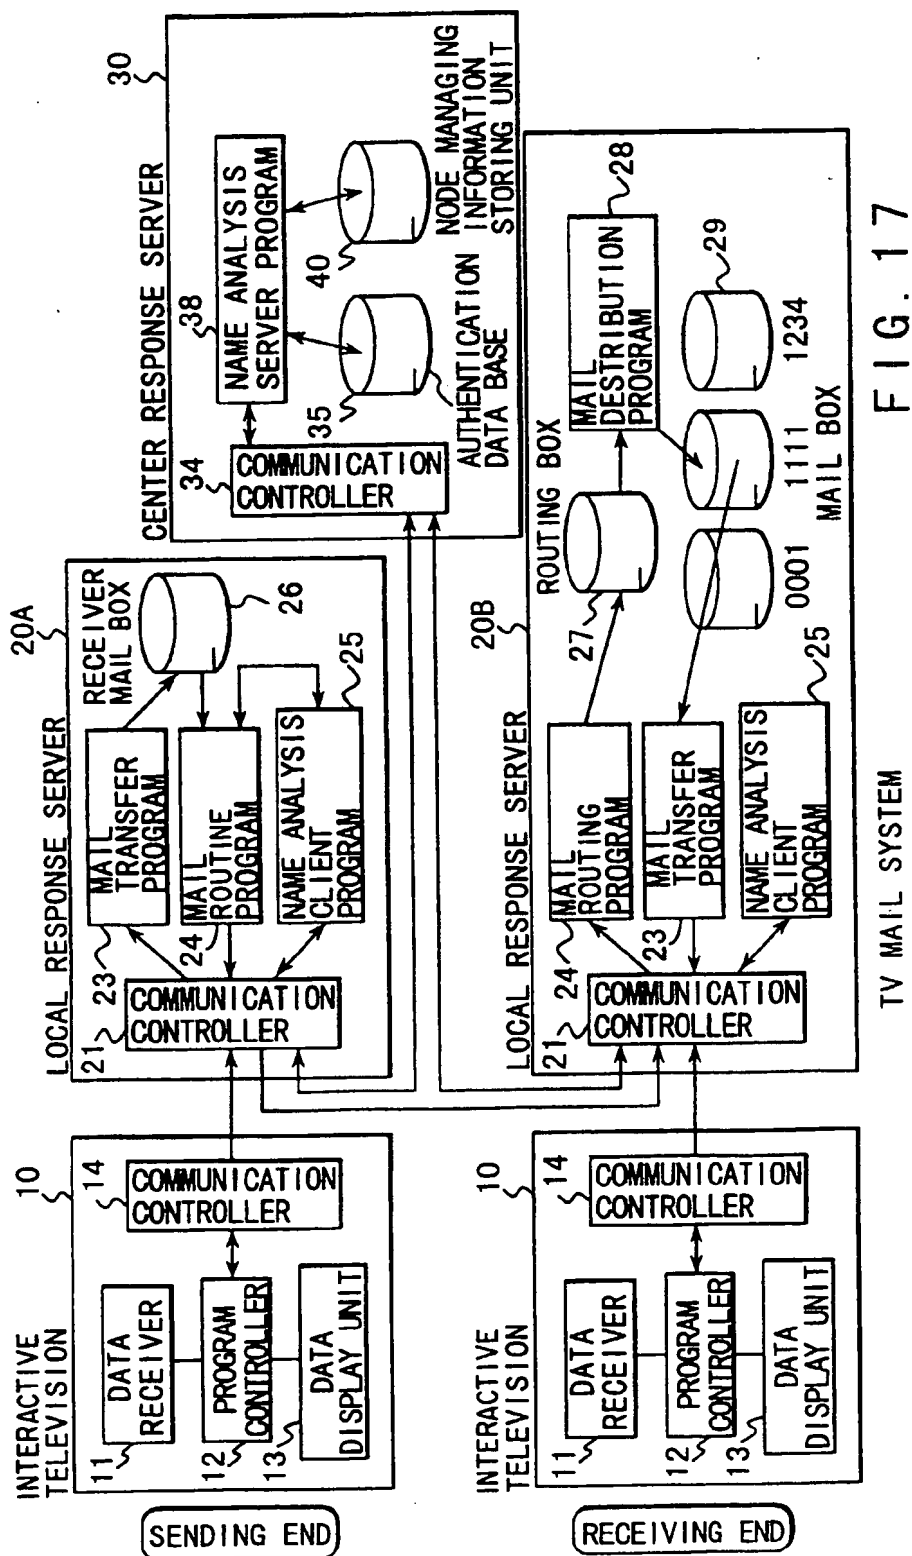 SENDING END
INTERACTIVE
TELEVISION
10
DATA
RECEIVER
11
PROGRAM
CONTROLLER
12
DATA
DISPLAY UNIT
13
14
COMMUNICATION
CONTROLLER
LOCAL RESPONSE SERVER
20A
21
COMMUNICATION
CONTROLLER
23
MAIL
TRANSFER
PROGRAM
24
MAIL
ROUTINE
PROGRAM
NAME ANALYSIS
CLIENT
PROGRAM
25
RECEIVER
MAIL BOX
26
CENTER RESPONSE SERVER
30
34
COMMUNICATION
CONTROLLER
38
NAME ANALYSIS
SERVER PROGRAM
35
AUTHENTICATION
DATA BASE
40
NODE MANAGING
INFORMATION
STORING UNIT
RECEIVING END
INTERACTIVE
TELEVISION
10
DATA
RECEIVER
11
PROGRAM
CONTROLLER
12
DATA
DISPLAY UNIT
13
14
COMMUNICATION
CONTROLLER
LOCAL RESPONSE SERVER
20B
21
COMMUNICATION
CONTROLLER
24
MAIL
ROUTING
PROGRAM
23
MAIL
TRANSFER
PROGRAM
NAME ANALYSIS
CLIENT
PROGRAM
25
ROUTING BOX
27
MAIL
DESTRIBUTION
PROGRAM
28
29
0001
1111
1234
MAIL BOX
TV MAIL SYSTEM
FIG. 17